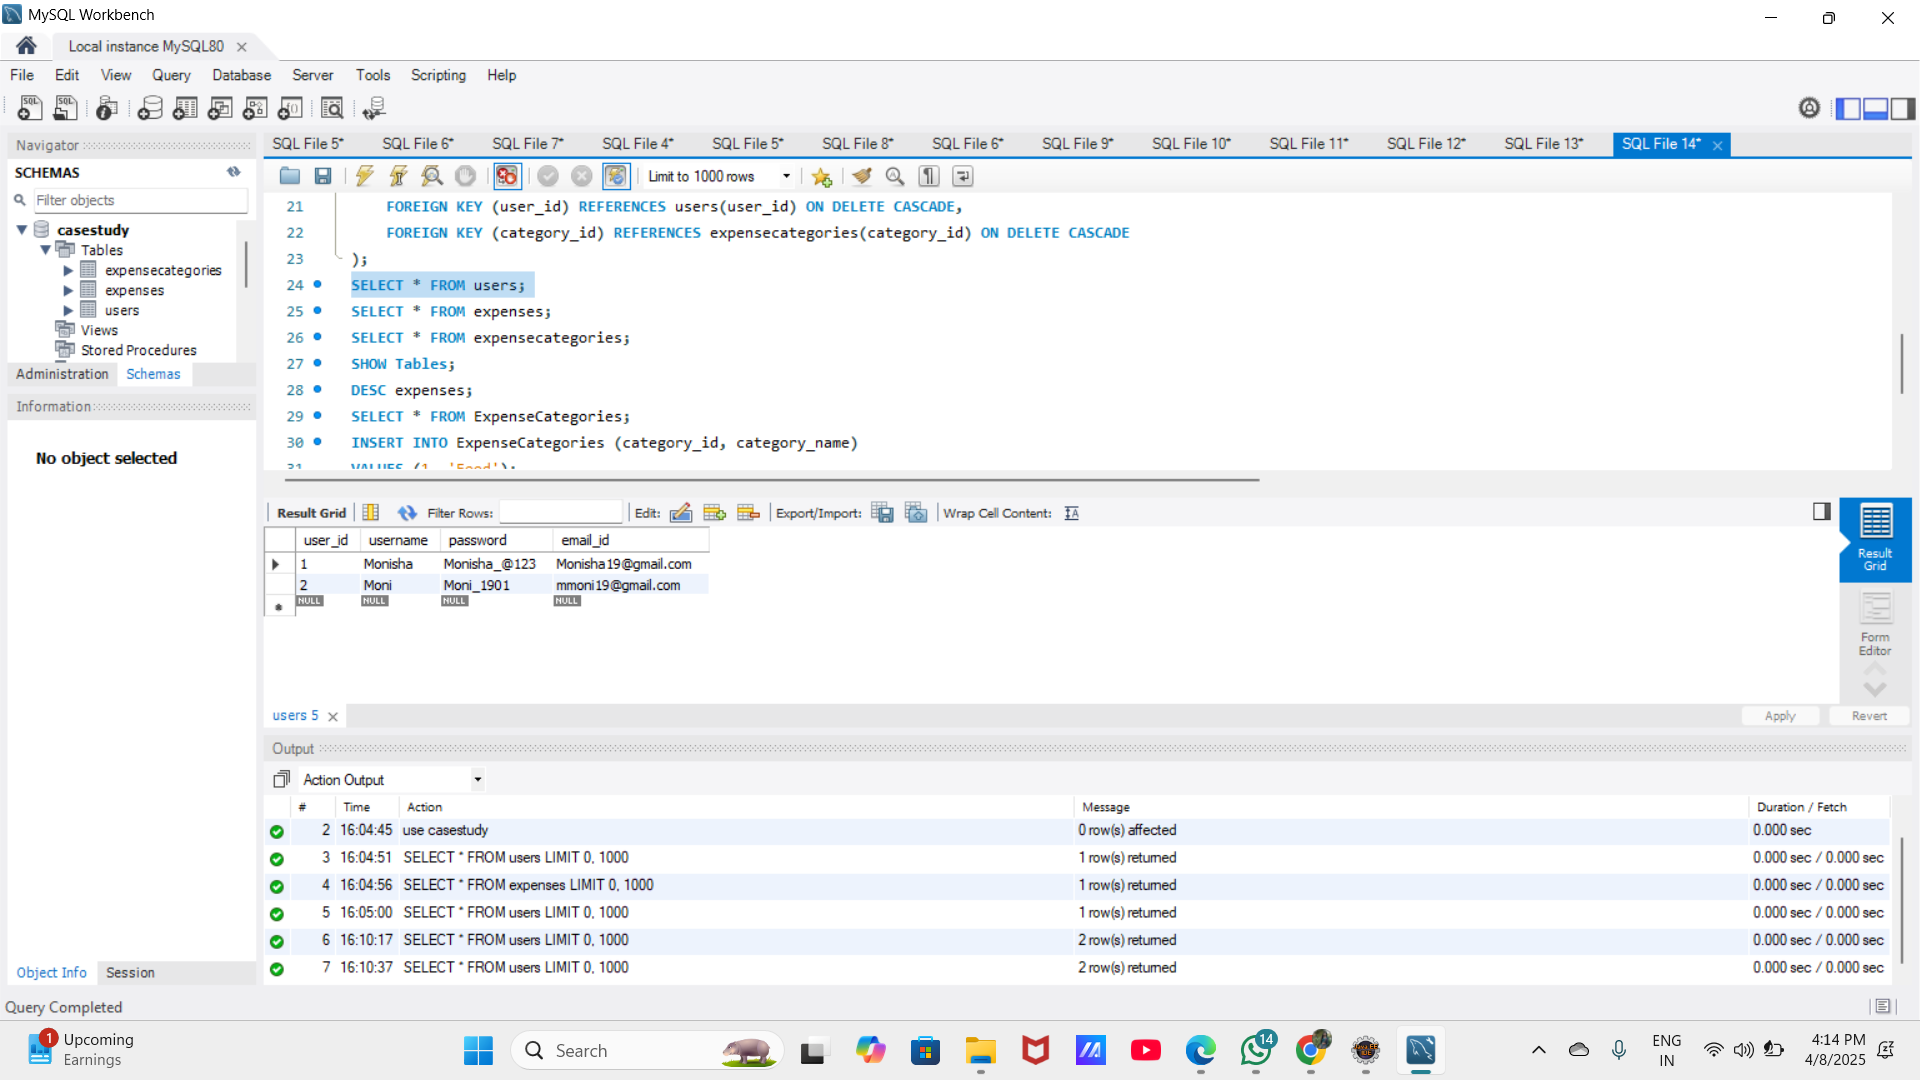 MySQL Workbench
Local instance MySQL80
File Edit View Query Database Server Tools Scripting Help
Navigator
SCHEMAS
Filter objects
casestudy
Tables
expensecategories
expenses
users
Views
Stored Procedures
Administration Schemas
Information
No object selected
Object Info Session
SQL File 5* SQL File 6* SQL File 7* SQL File 4* SQL File 5* SQL File 8* SQL File 6* SQL File 9* SQL File 10* SQL File 11* SQL File 12* SQL File 13* SQL File 14*
Limit to 1000 rows
21 FOREIGN KEY (user_id) REFERENCES users(user_id) ON DELETE CASCADE,
22 FOREIGN KEY (category_id) REFERENCES expensecategories(category_id) ON DELETE CASCADE
23 );
24 SELECT * FROM users;
25 SELECT * FROM expenses;
26 SELECT * FROM expensecategories;
27 SHOW Tables;
28 DESC expenses;
29 SELECT * FROM ExpenseCategories;
30 INSERT INTO ExpenseCategories (category_id, category_name)
31 VALUES (1, 'Food');
Result Grid Filter Rows: Edit: Export/Import: Wrap Cell Content:
user_id username password email_id
1 Monisha Monisha_@123 Monisha19@gmail.com
2 Moni Moni_1901 mmoni19@gmail.com
NULL NULL NULL NULL
Result Grid
Form Editor
users 5
Apply Revert
Output
Action Output
# Time Action Message Duration / Fetch
2 16:04:45 use casestudy 0 row(s) affected 0.000 sec
3 16:04:51 SELECT * FROM users LIMIT 0, 1000 1 row(s) returned 0.000 sec / 0.000 sec
4 16:04:56 SELECT * FROM expenses LIMIT 0, 1000 1 row(s) returned 0.000 sec / 0.000 sec
5 16:05:00 SELECT * FROM users LIMIT 0, 1000 1 row(s) returned 0.000 sec / 0.000 sec
6 16:10:17 SELECT * FROM users LIMIT 0, 1000 2 row(s) returned 0.000 sec / 0.000 sec
7 16:10:37 SELECT * FROM users LIMIT 0, 1000 2 row(s) returned 0.000 sec / 0.000 sec
Query Completed
1 Upcoming
Earnings
Search
14
ENG
IN
4:14 PM
4/8/2025